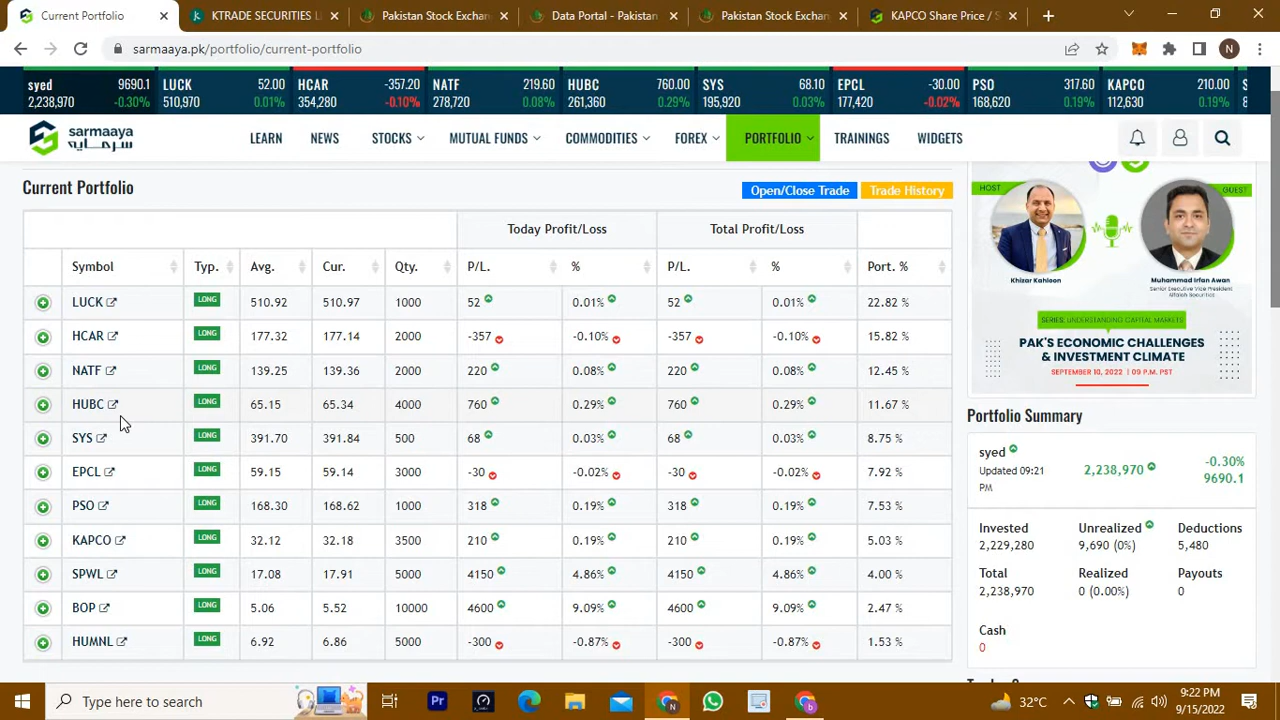 Current Portfolio
KTRADE SECURITIES L
Pakistan Stock Exchan
Data Portal - Pakistan
Pakistan Stock Exchan
KAPCO Share Price / S
sarmaaya.pk/portfolio/current-portfolio
N
syed 9690.1
2,238,970 -0.30%
LUCK 52.00
510,970 0.01%
HCAR -357.20
354,280 -0.10%
NATF 219.60
278,720 0.08%
HUBC 760.00
261,360 0.29%
SYS 68.10
195,920 0.03%
EPCL -30.00
177,420 -0.02%
PSO 317.60
168,620 0.19%
KAPCO 210.00
112,630 0.19%
sarmaaya
سرمایہ
LEARN NEWS STOCKS MUTUAL FUNDS COMMODITIES FOREX PORTFOLIO TRAININGS WIDGETS
Current Portfolio
Open/Close Trade Trade History
Today Profit/Loss Total Profit/Loss
Symbol Typ. Avg. Cur. Qty. P/L. % P/L. % Port. %
LUCK LONG 510.92 510.97 1000 52 0.01% 52 0.01% 22.82 %
HCAR LONG 177.32 177.14 2000 -357 -0.10% -357 -0.10% 15.82 %
NATF LONG 139.25 139.36 2000 220 0.08% 220 0.08% 12.45 %
HUBC LONG 65.15 65.34 4000 760 0.29% 760 0.29% 11.67 %
SYS LONG 391.70 391.84 500 68 0.03% 68 0.03% 8.75 %
EPCL LONG 59.15 59.14 3000 -30 -0.02% -30 -0.02% 7.92 %
PSO LONG 168.30 168.62 1000 318 0.19% 318 0.19% 7.53 %
KAPCO LONG 32.12 32.18 3500 210 0.19% 210 0.19% 5.03 %
SPWL LONG 17.08 17.91 5000 4150 4.86% 4150 4.86% 4.00 %
BOP LONG 5.06 5.52 10000 4600 9.09% 4600 9.09% 2.47 %
HUMNL LONG 6.92 6.86 5000 -300 -0.87% -300 -0.87% 1.53 %
HOST GUEST
Khizar Kahloon
Muhammad Irfan Awan
Senior Executive Vice President
Alfalah Securities
SERIES: UNDERSTANDING CAPITAL MARKETS
PAK'S ECONOMIC CHALLENGES
& INVESTMENT CLIMATE
SEPTEMBER 10, 2022 | 09 P.M. PST
Portfolio Summary
syed
Updated 09:21
PM
2,238,970
-0.30%
9690.1
Invested Unrealized Deductions
2,229,280 9,690 (0%) 5,480
Total Realized Payouts
2,238,970 0 (0.00%) 0
Cash
0
Type here to search
Pr
N
b
32°C
9:22 PM
9/15/2022